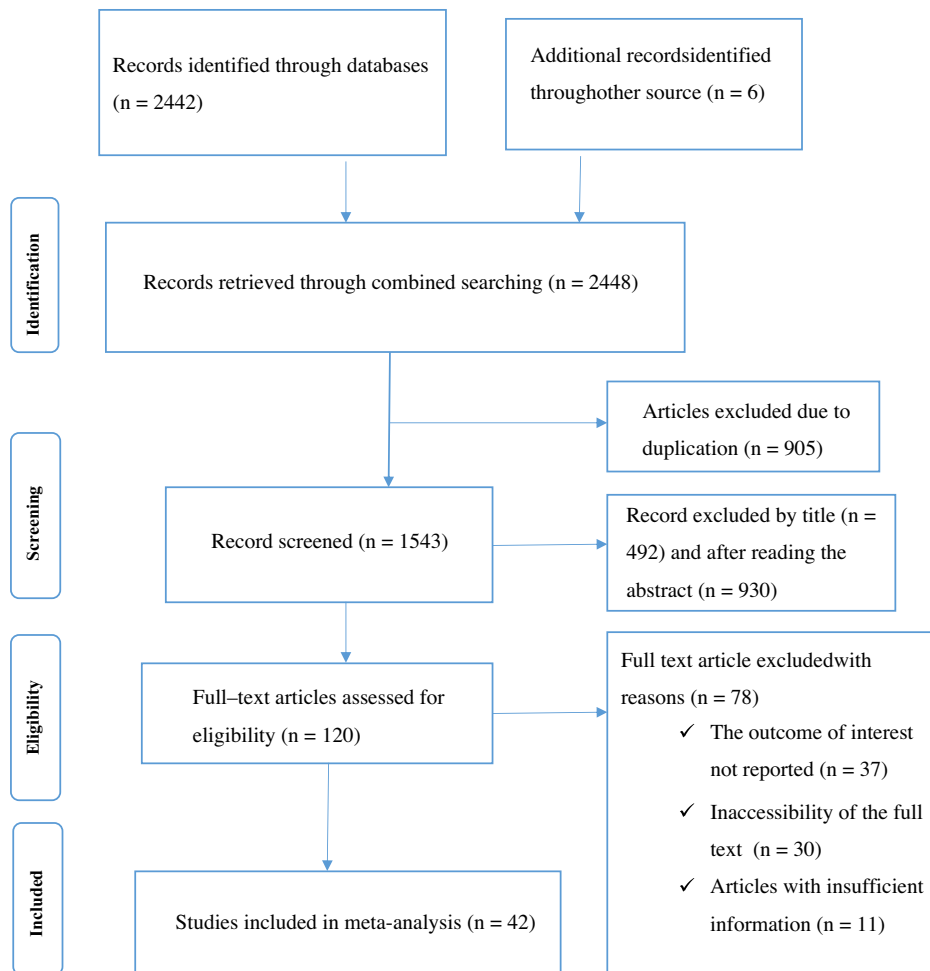 Records identified through databases
(n = 2442)
Additional recordsidentified
throughother source (n = 6)
Identification
Records retrieved through combined searching (n = 2448)
Articles excluded due to
duplication (n = 905)
Screening
Record screened (n = 1543)
Record excluded by title (n =
492) and after reading the
abstract (n = 930)
Eligibility
Full–text articles assessed for
eligibility (n = 120)
Full text article excludedwith
reasons (n = 78)
✓ The outcome of interest
not reported (n = 37)
✓ Inaccessibility of the full
text (n = 30)
✓ Articles with insufficient
information (n = 11)
Included
Studies included in meta-analysis (n = 42)